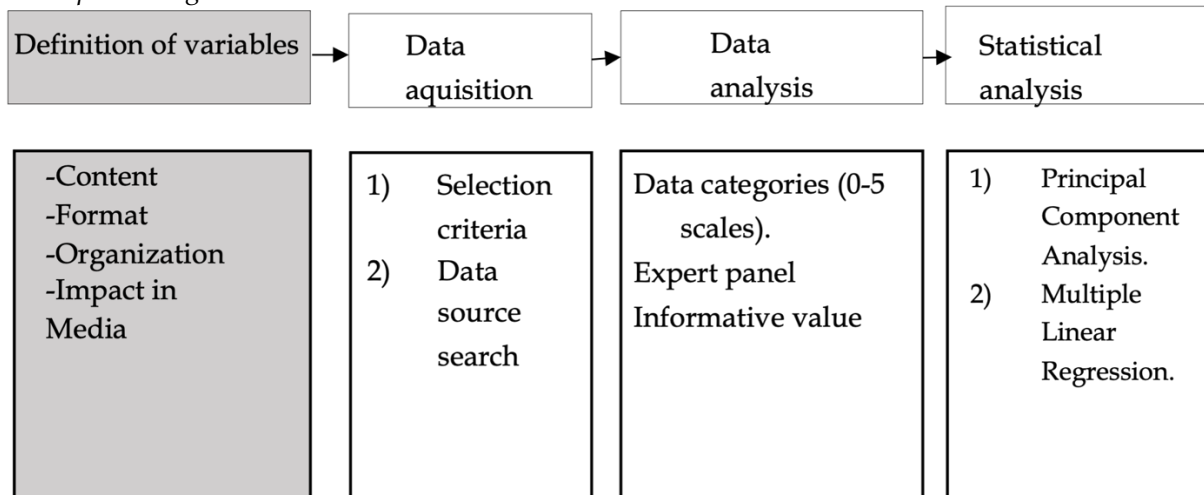 Definition of variables
Data
aquisition
Data
analysis
Statistical
analysis
-Content
-Format
-Organization
-Impact in
Media
1) Selection
criteria
2) Data
source
search
Data categories (0-5
scales).
Expert panel
Informative value
1) Principal
Component
Analysis.
2) Multiple
Linear
Regression.